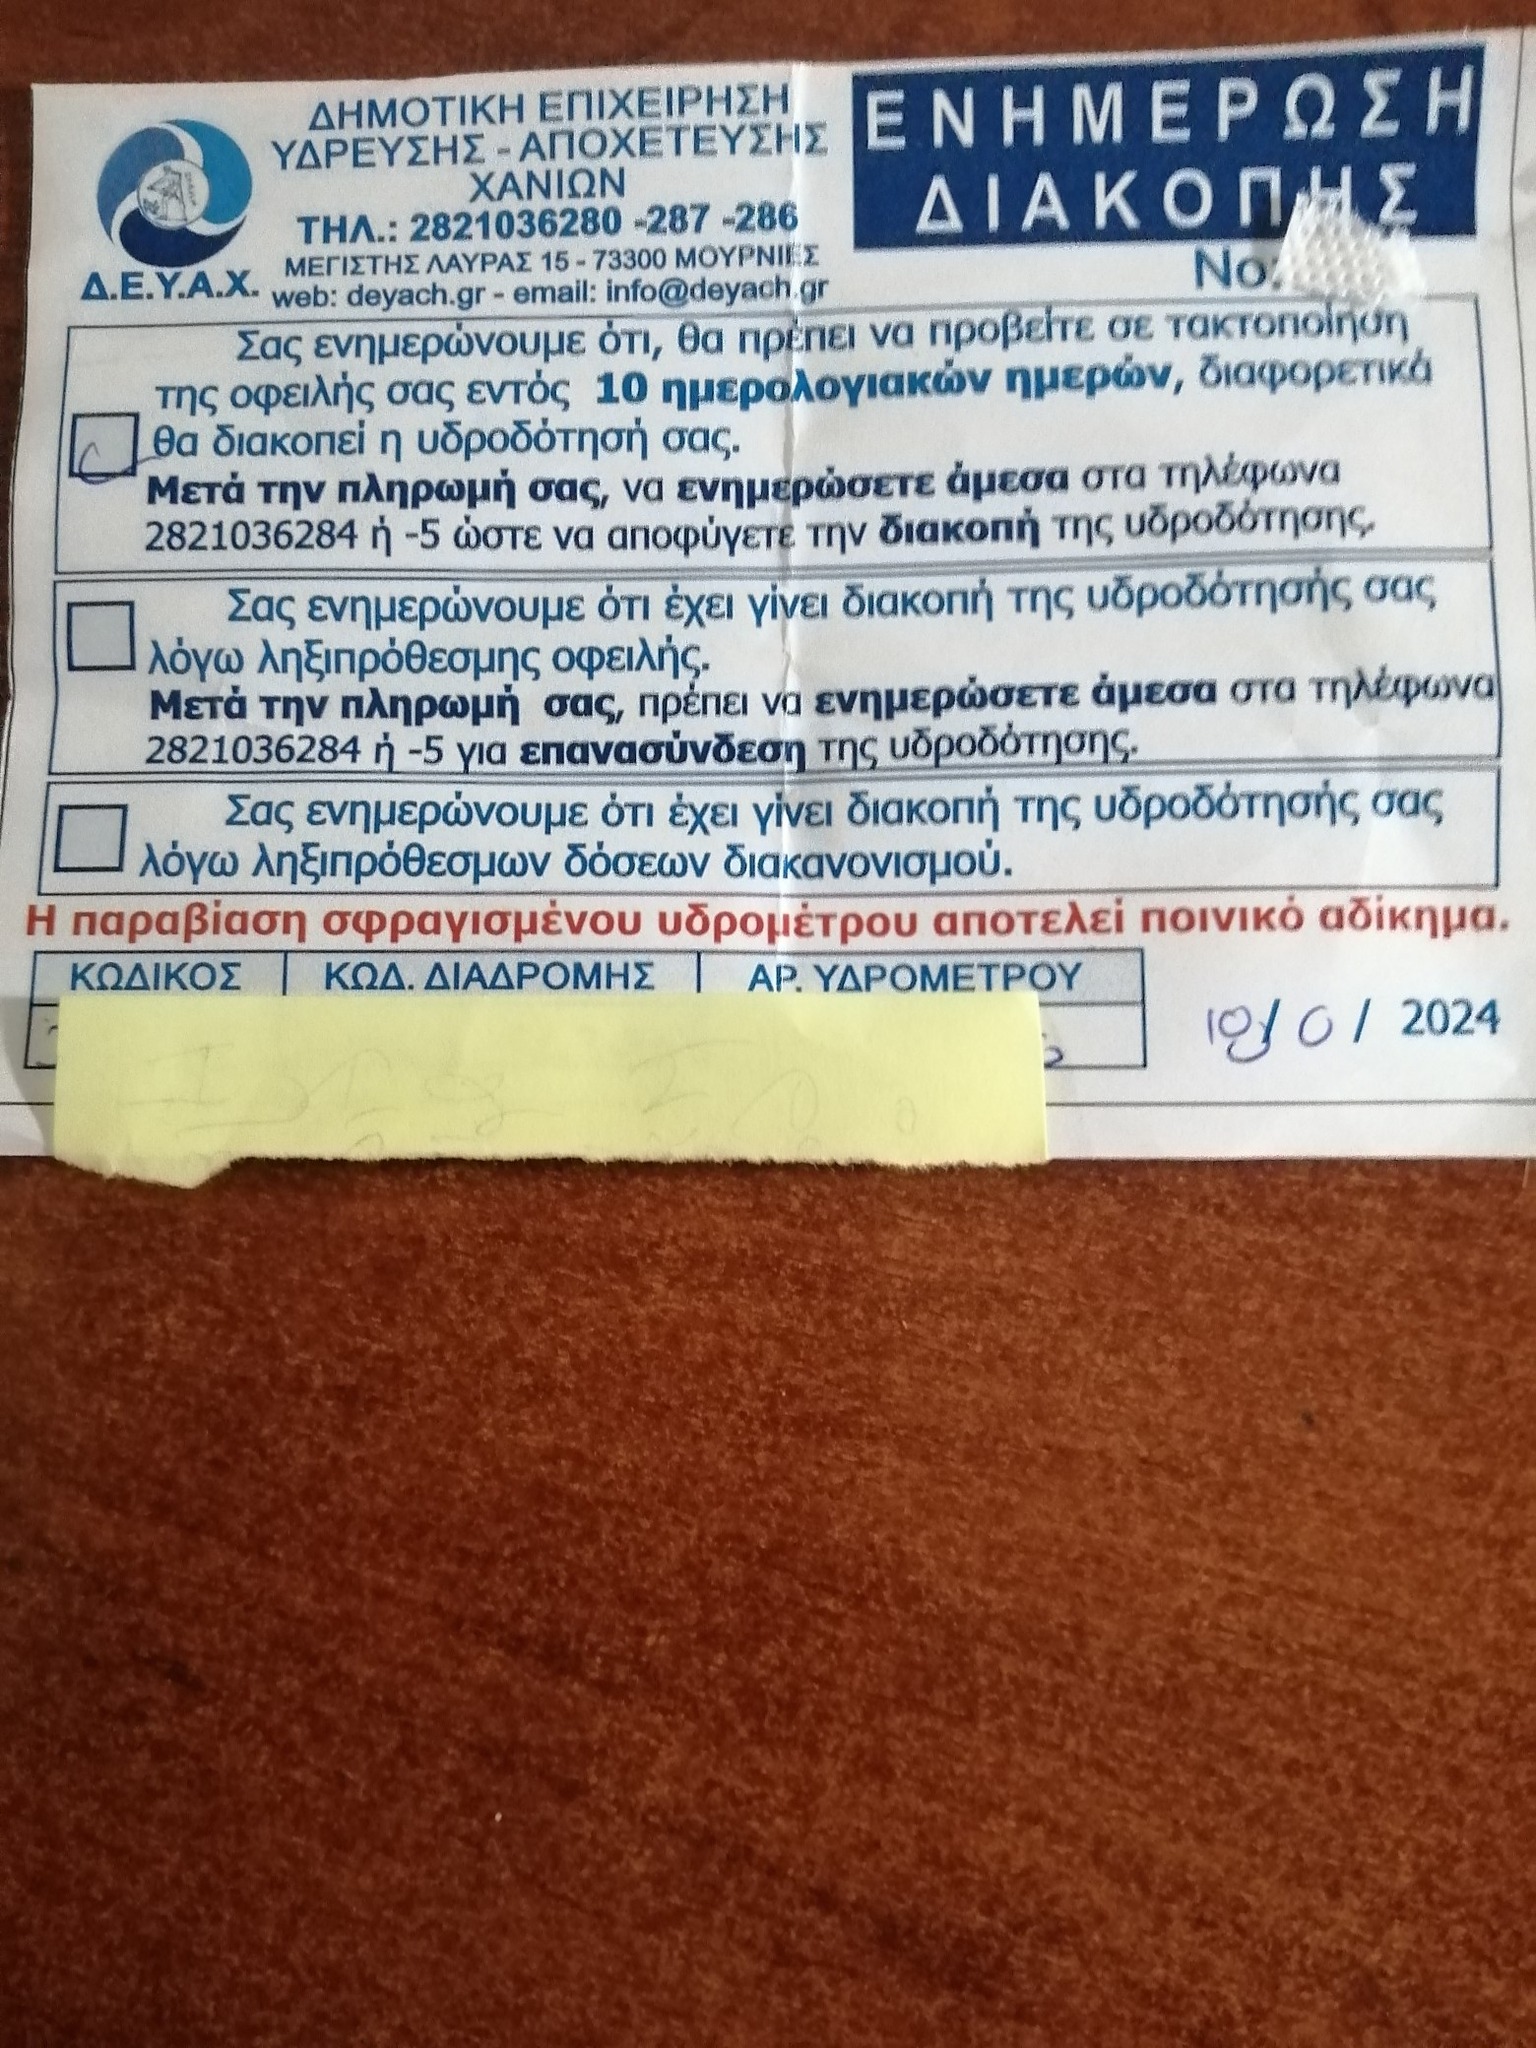 ΔΗΜΟΤΙΚΗ ΕΠΙΧΕΙΡΗΣΗ
ΥΔΡΕΥΣΗΣ - ΑΠΟΧΕΤΕΥΣΗΣ
ΧΑΝΙΩΝ
ΤΗΛ.: 2821036280 -287 -286
ΜΕΓΙΣΤΗΣ ΛΑΥΡΑΣ 15 - 73300 ΜΟΥΡΝΙΕΣ
Δ.Ε.Υ.Α.Χ.
web: deyach.gr - email: info@deyach.gr
ΕΝΗΜΕΡΩΣΗ
ΔΙΑΚΟΠΗΣ
Νο:
Σας ενημερώνουμε ότι, θα πρέπει να προβείτε σε τακτοποίηση
της οφειλής σας εντός 10 ημερολογιακών ημερών, διαφορετικά
θα διακοπεί η υδροδότησή σας.
Μετά την πληρωμή σας, να ενημερώσετε άμεσα στα τηλέφωνα
2821036284 ή -5 ώστε να αποφύγετε την διακοπή της υδροδότησης.
Σας ενημερώνουμε ότι έχει γίνει διακοπή της υδροδότησής σας
λόγω ληξιπρόθεσμης οφειλής.
Μετά την πληρωμή σας, πρέπει να ενημερώσετε άμεσα στα τηλέφωνα
2821036284 ή -5 για επανασύνδεση της υδροδότησης.
Σας ενημερώνουμε ότι έχει γίνει διακοπή της υδροδότησής σας
λόγω ληξιπρόθεσμων δόσεων διακανονισμού.
Η παραβίαση σφραγισμένου υδρομέτρου αποτελεί ποινικό αδίκημα.
ΚΩΔΙΚΟΣ ΚΩΔ. ΔΙΑΔΡΟΜΗΣ ΑΡ. ΥΔΡΟΜΕΤΡΟΥ
/ / 2024